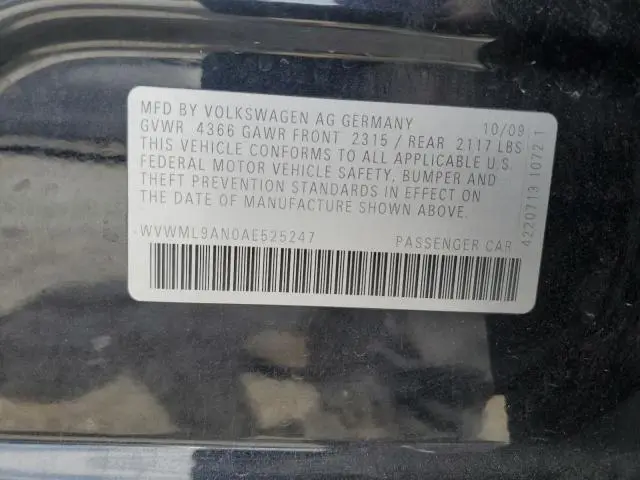 MFD BY VOLKSWAGEN AG GERMANY 10/09
GVWR 4366 GAWR FRONT 2315 / REAR 2117 LBS
THIS VEHICLE CONFORMS TO ALL APPLICABLE U.S.
FEDERAL MOTOR VEHICLE SAFETY, BUMPER AND
THEFT PREVENTION STANDARDS IN EFFECT ON
THE DATE OF MANUFACTURE SHOWN ABOVE.
WVWML9AN0AE525247 PASSENGER CAR
4220713 1072 1